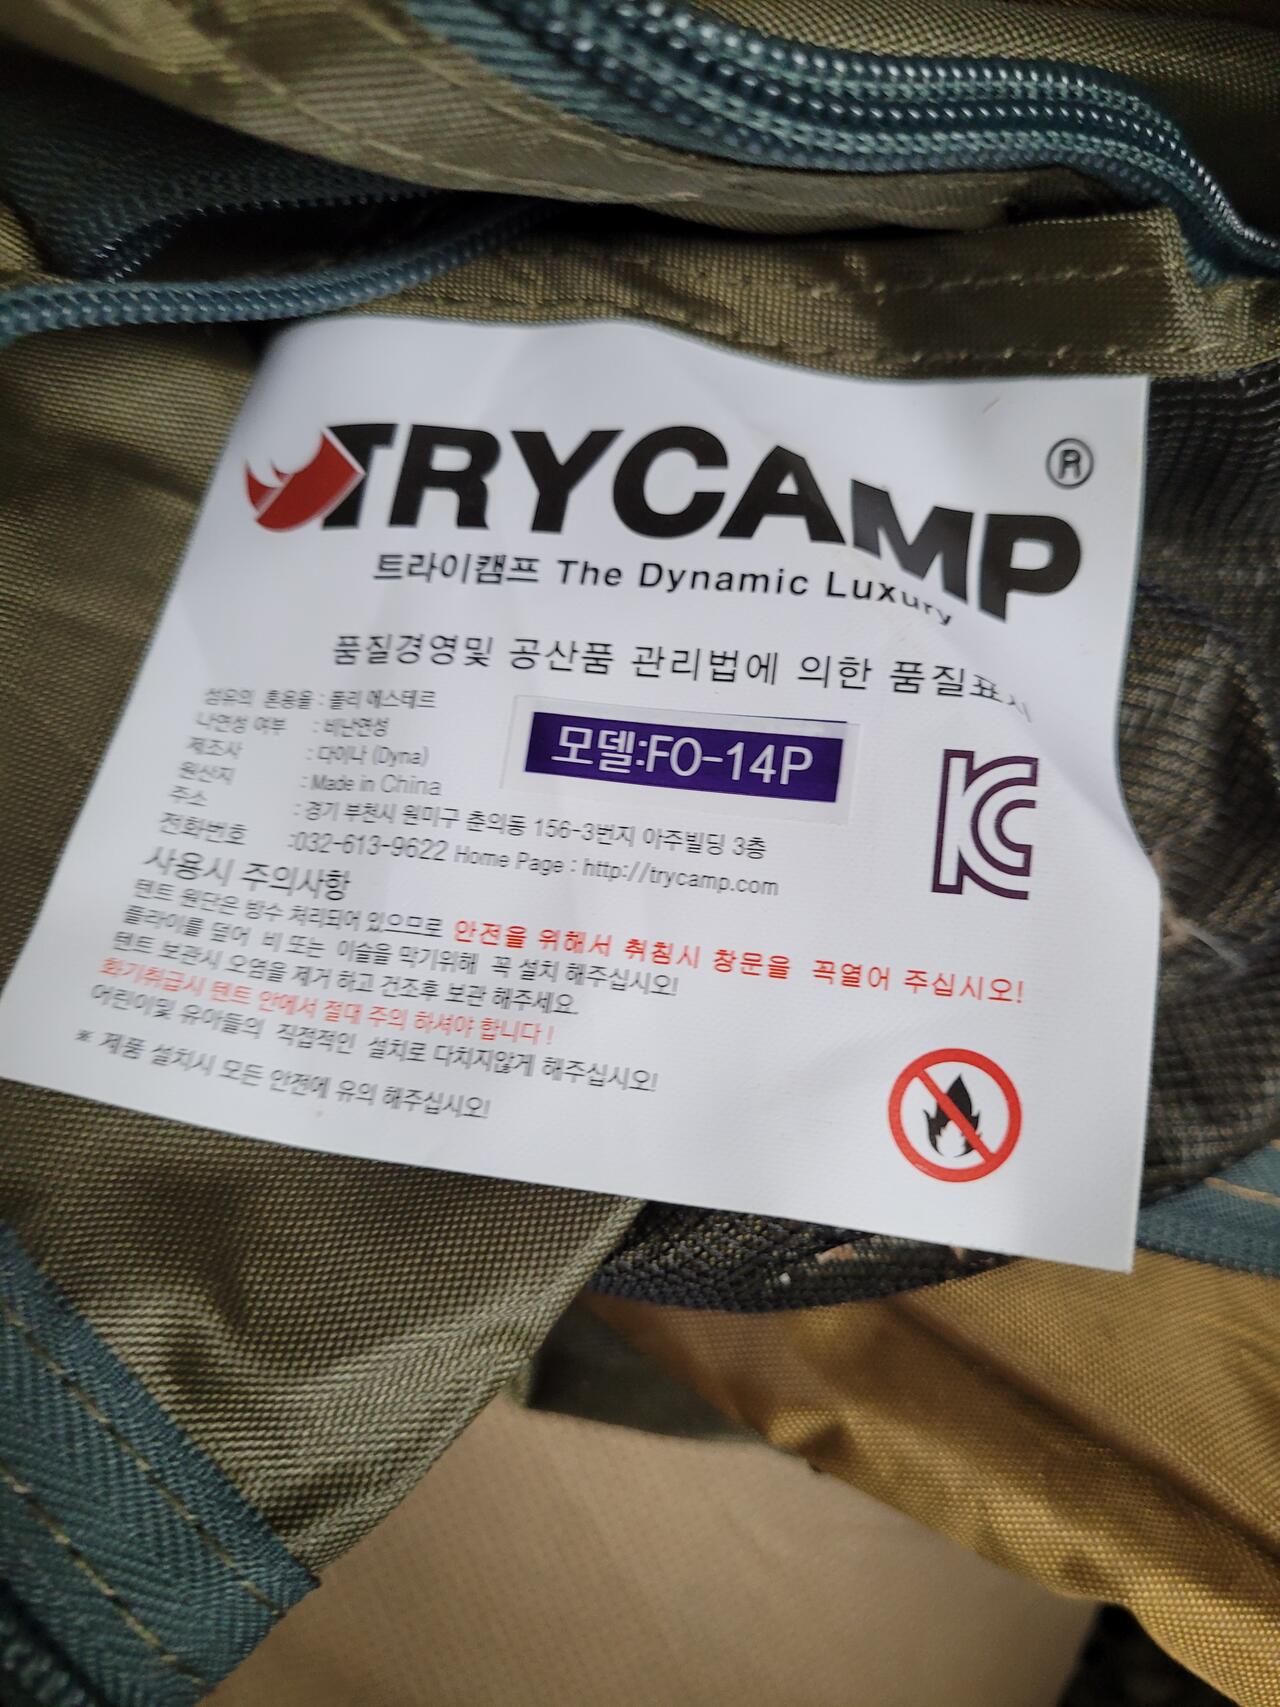 TRYCAMP ®
트라이캠프 The Dynamic Luxury
품질경영및 공산품 관리법에 의한 품질표시
섬유의 혼용율 : 폴리에스테르
나연성 여부 : 비난연성
제조사 : 다이나 (Dyna)
원산지 : Made in China
모델:FO-14P
주소 : 경기 부천시 원미구 춘의동 156-3번지 아주빌딩 3층
전화번호 :032-613-9622 Home Page : http://trycamp.com
사용시 주의사항
텐트 원단은 방수 처리되어 있으므로 안전을 위해서 취침시 창문을 꼭열어 주십시오!
플라이를 덮어 비 또는 이슬을 막기위해 꼭 설치 해주십시오!
텐트 보관시 오염을 제거 하고 건조후 보관 해주세요.
화기취급시 텐트 안에서 절대 주의 하셔야 합니다 !
어린이및 유아들의 직접적인 설치로 다치지않게 해주십시오!
※ 제품 설치시 모든 안전에 유의 해주십시오!